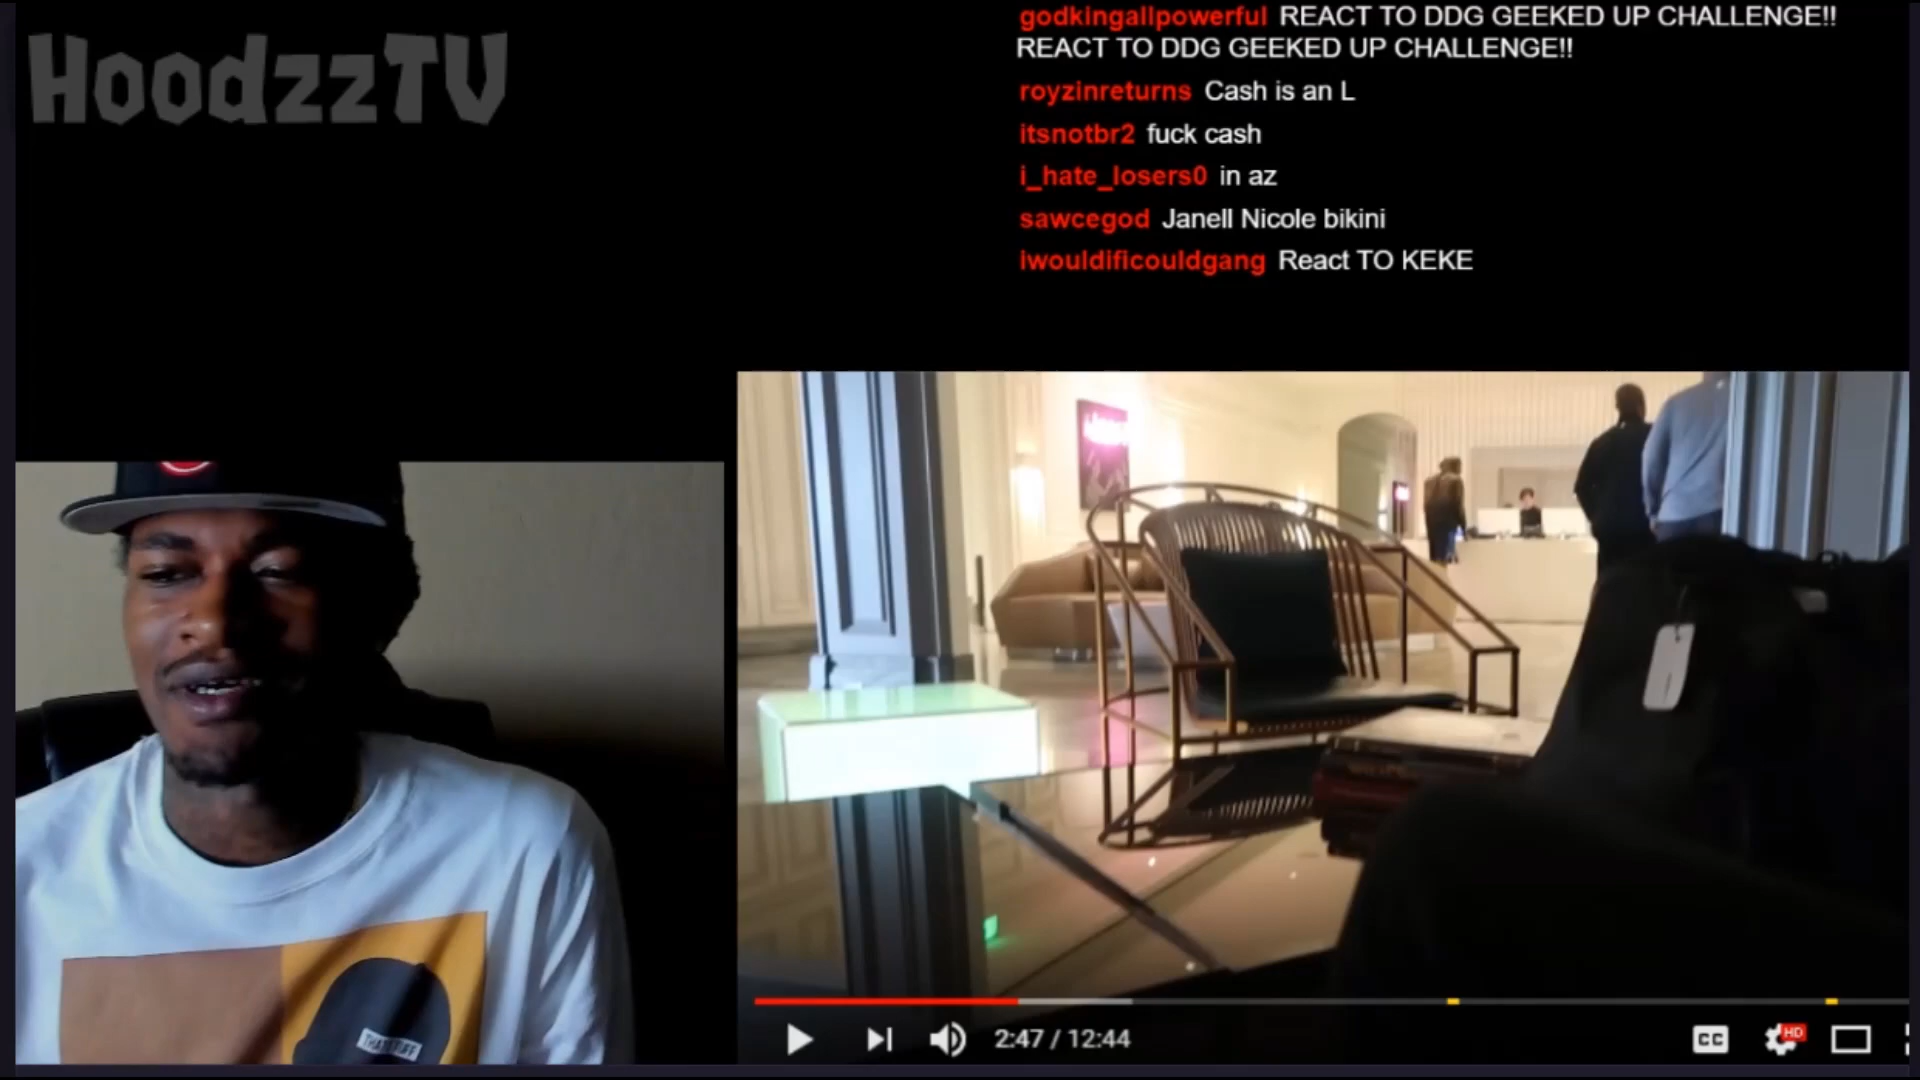 HoodzzTV
godkingallpowerful REACT TO DDG GEEKED UP CHALLENGE!!
REACT TO DDG GEEKED UP CHALLENGE!!
royzinreturns Cash is an L
itsnotbr2 fuck cash
i_hate_losers0 in az
sawcegod Janell Nicole bikini
iwouldificouldgang React TO KEKE
2:47 / 12:44
CC
HD